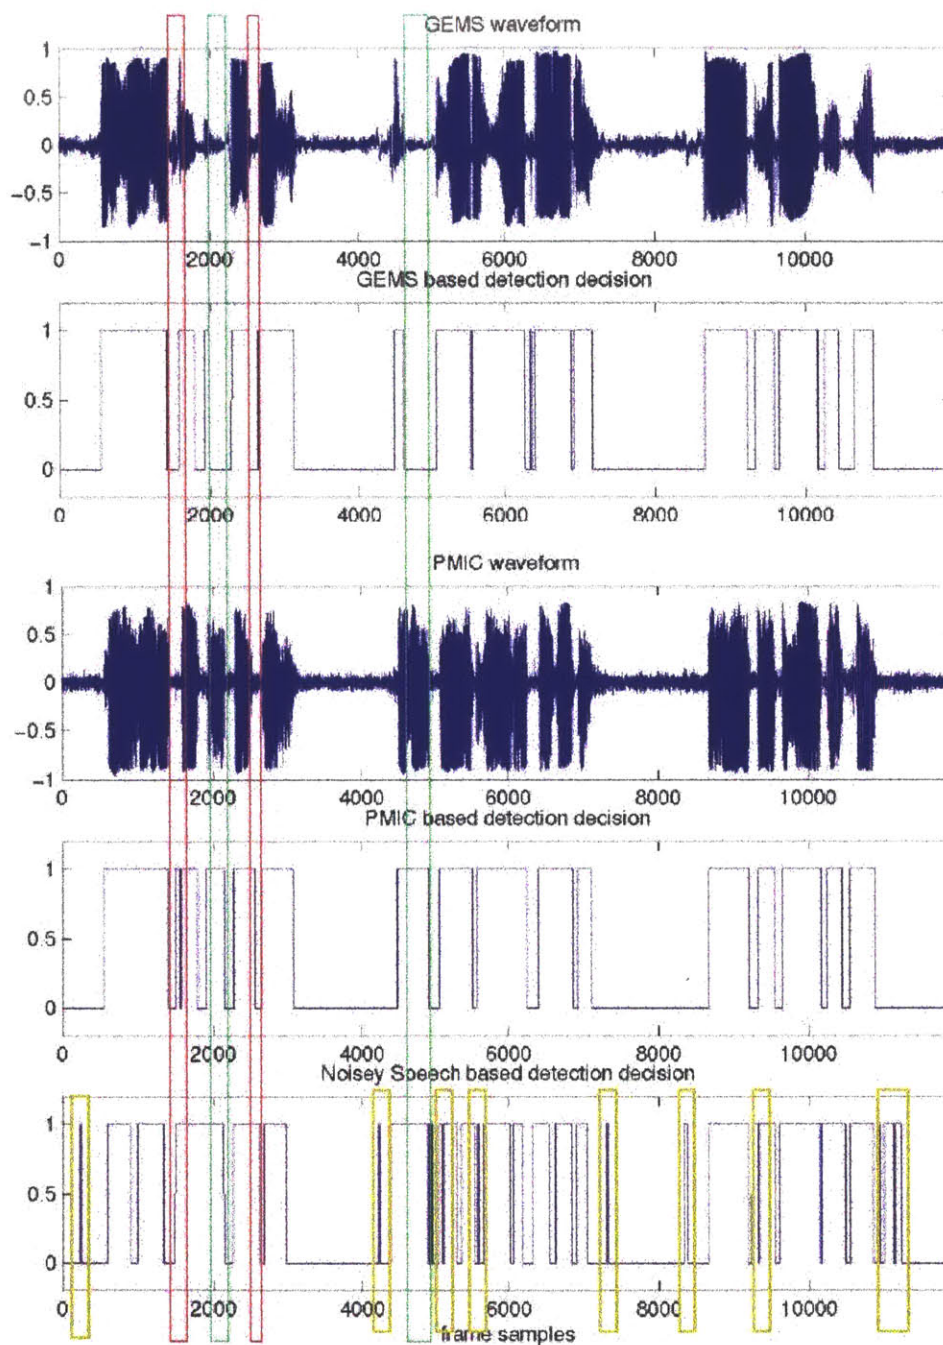 GEMS waveform
1
0.5
0
−0.5
−1
0 2000 4000 6000 8000 10000
GEMS based detection decision
1
0.5
0
0 2000 4000 6000 8000 10000
PMIC waveform
1
0.5
0
−0.5
−1
0 2000 4000 6000 8000 10000
PMIC based detection decision
1
0.5
0
0 2000 4000 6000 8000 10000
Noisey Speech based detection decision
1
0.5
0
0 2000 4000 6000 8000 10000
frame samples